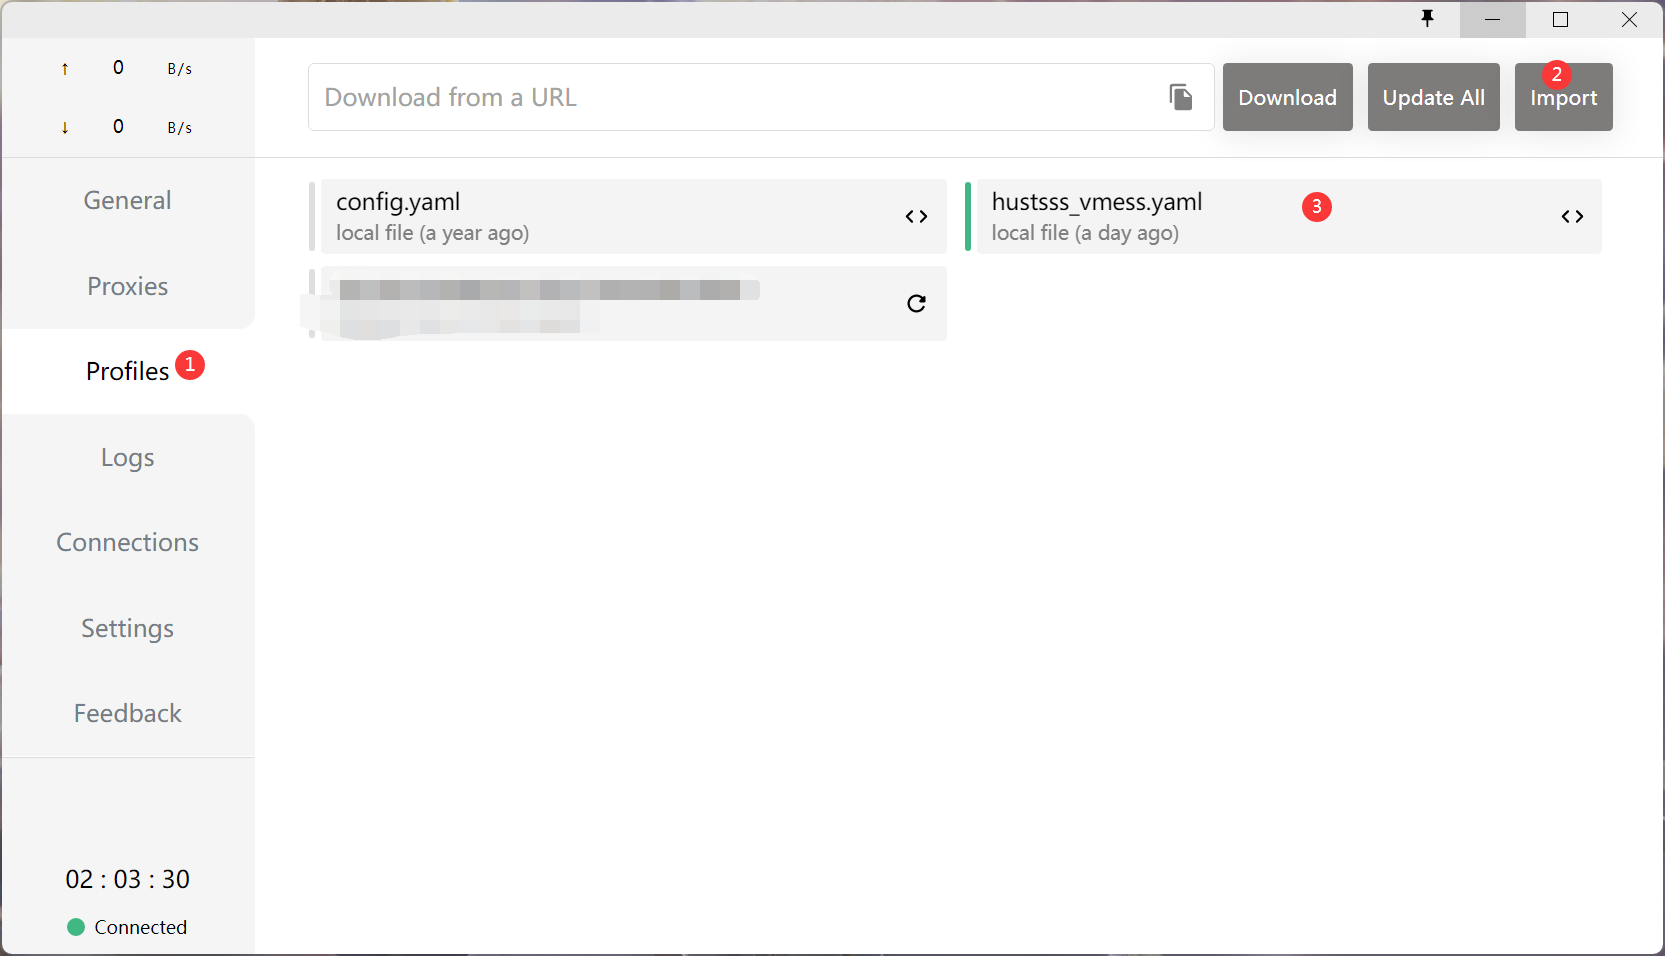 ↑ 0 B/s
↓ 0 B/s
General
Proxies
Profiles 1
Logs
Connections
Settings
Feedback
02 : 03 : 30
Connected
Download from a URL
Download
Update All
2
Import
config.yaml
local file (a year ago)
<>
hustsss_vmess.yaml
local file (a day ago)
3
<>